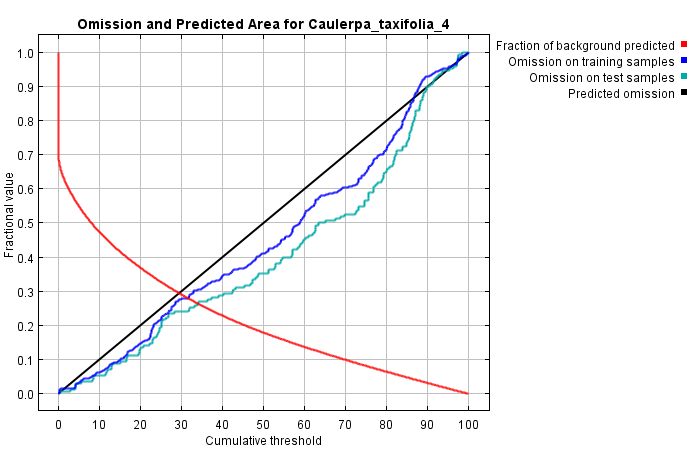 Omission and Predicted Area for Caulerpa_taxifolia_4
Fraction of background predicted
Omission on training samples
Omission on test samples
Predicted omission
Fractional value
1.0
0.9
0.8
0.7
0.6
0.5
0.4
0.3
0.2
0.1
0.0
0 10 20 30 40 50 60 70 80 90 100
Cumulative threshold